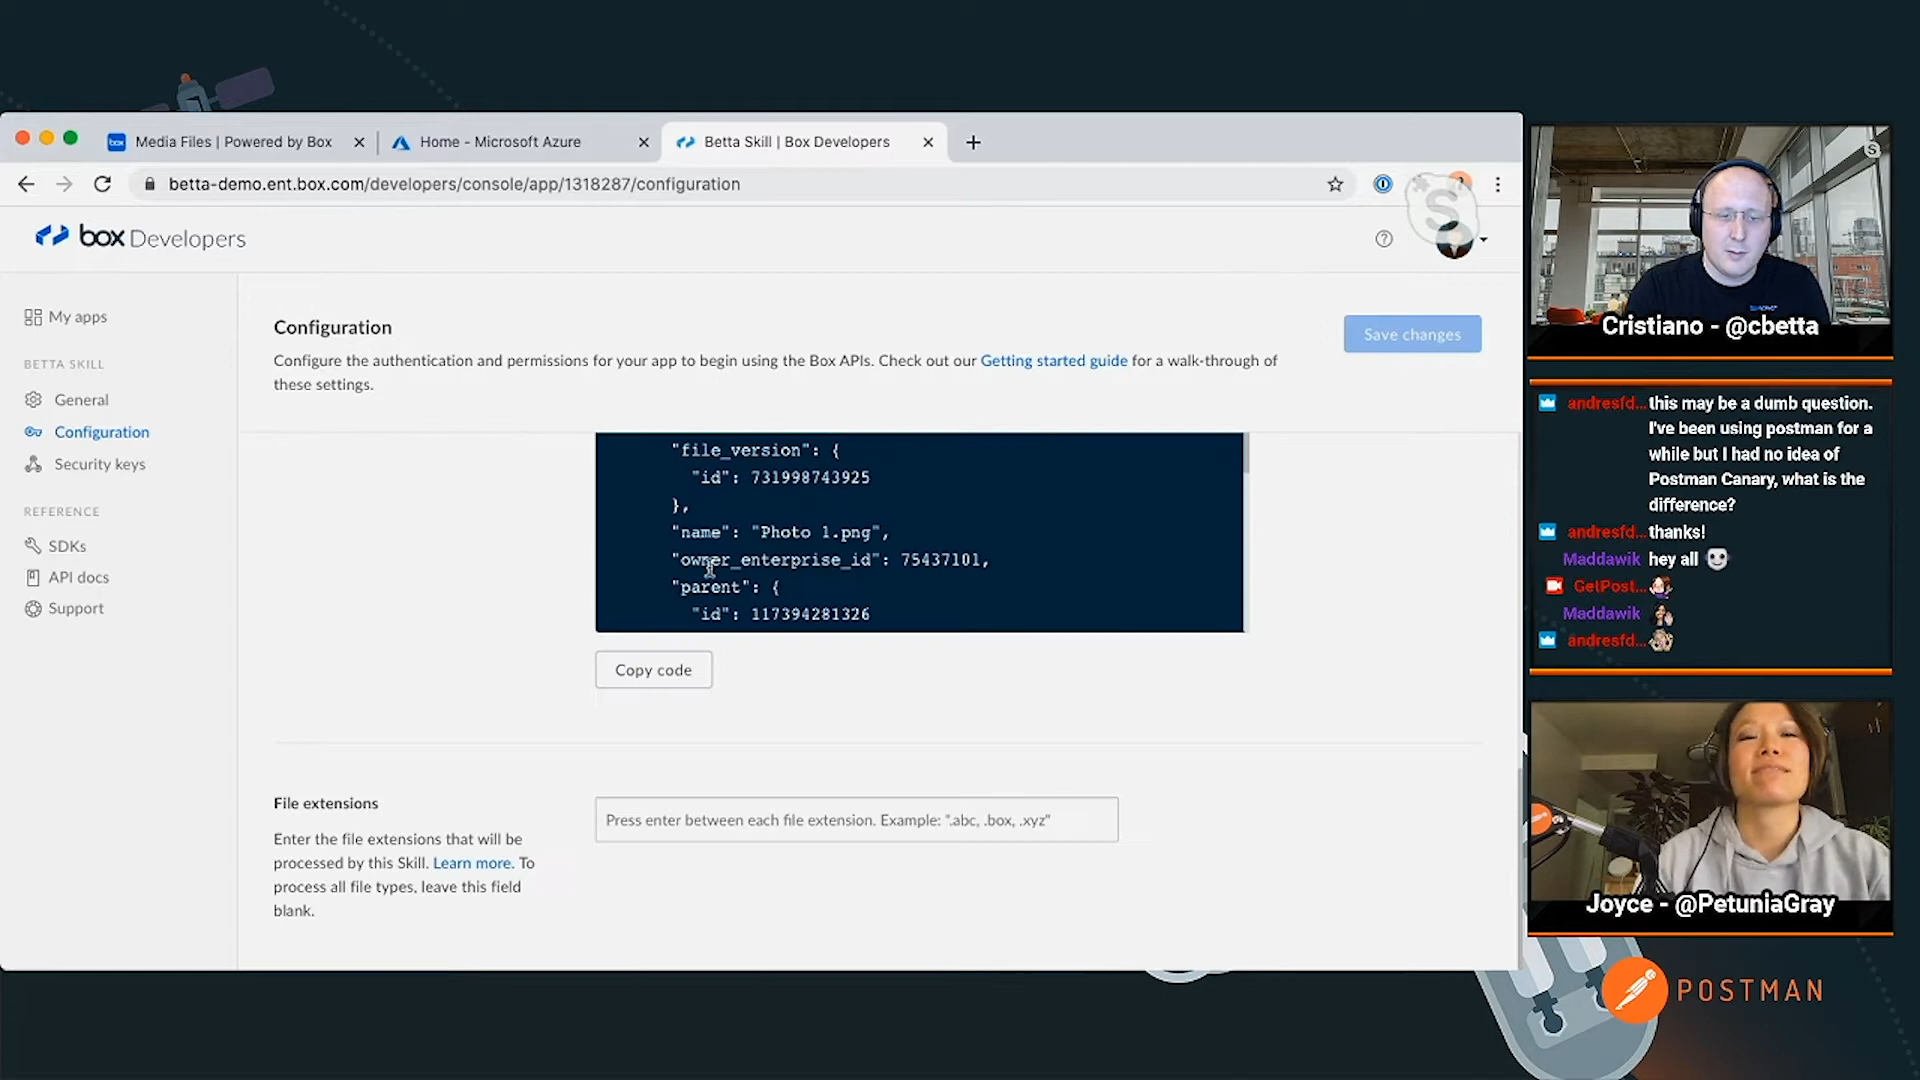 Media Files | Powered by Box
Home - Microsoft Azure
Betta Skill | Box Developers
betta-demo.ent.box.com/developers/console/app/1318287/configuration
box Developers
My apps
BETTA SKILL
General
Configuration
Security keys
REFERENCE
SDKs
API docs
Support
Configuration
Configure the authentication and permissions for your app to begin using the Box APIs. Check out our Getting started guide for a walk-through of
these settings.
Save changes
"file_version": {
"id": 731998743925
},
"name": "Photo 1.png",
"owner_enterprise_id": 75437101,
"parent": {
"id": 117394281326
Copy code
File extensions
Enter the file extensions that will be
processed by this Skill. Learn more. To
process all file types, leave this field
blank.
Press enter between each file extension. Example: ".abc, .box, .xyz"
Cristiano - @cbetta
andresfd... this may be a dumb question.
I've been using postman for a
while but I had no idea of
Postman Canary, what is the
difference?
andresfd... thanks!
Maddawik hey all
GetPost...
Maddawik
andresfd...
Joyce - @PetuniaGray
POSTMAN